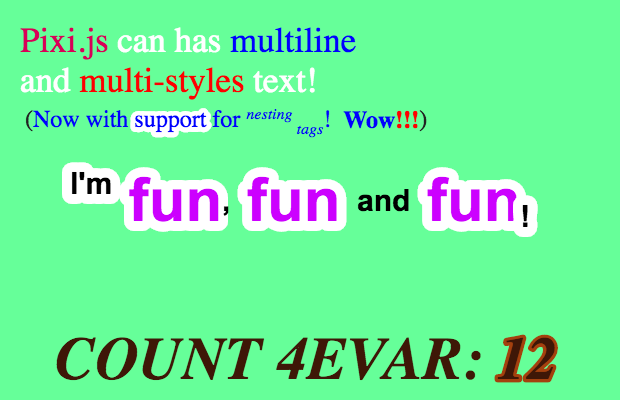 Pixi.js can has multiline
and multi-styles text!
(Now with support for nesting tags! Wow!!!)
I'm fun, fun and fun!
COUNT 4EVAR: 12